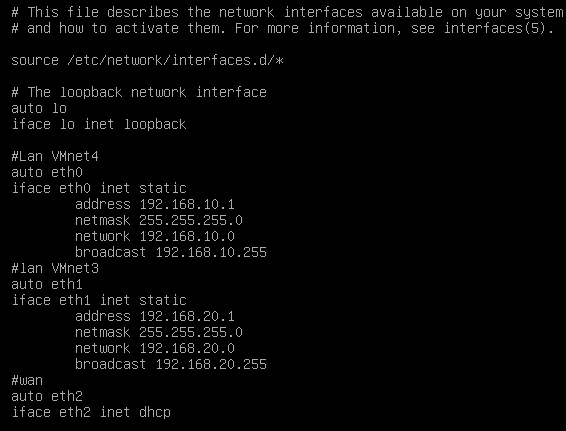 # This file describes the network interfaces available on your system
# and how to activate them. For more information, see interfaces(5).
source /etc/network/interfaces.d/*
# The loopback network interface
auto lo
iface lo inet loopback
#Lan VMnet4
auto eth0
iface eth0 inet static
address 192.168.10.1
netmask 255.255.255.0
network 192.168.10.0
broadcast 192.168.10.255
#lan VMnet3
auto eth1
iface eth1 inet static
address 192.168.20.1
netmask 255.255.255.0
network 192.168.20.0
broadcast 192.168.20.255
#wan
auto eth2
iface eth2 inet dhcp